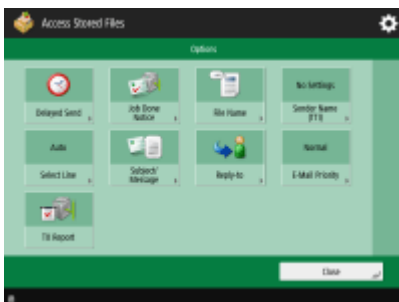 Access Stored Files
Options
Delayed Send
Job Done
Notice
File Name
No Settings
Sender Name
(TTI)
Auto
Select Line
Subject/
Message
Reply-to
Normal
E-Mail Priority
TX Report
Close